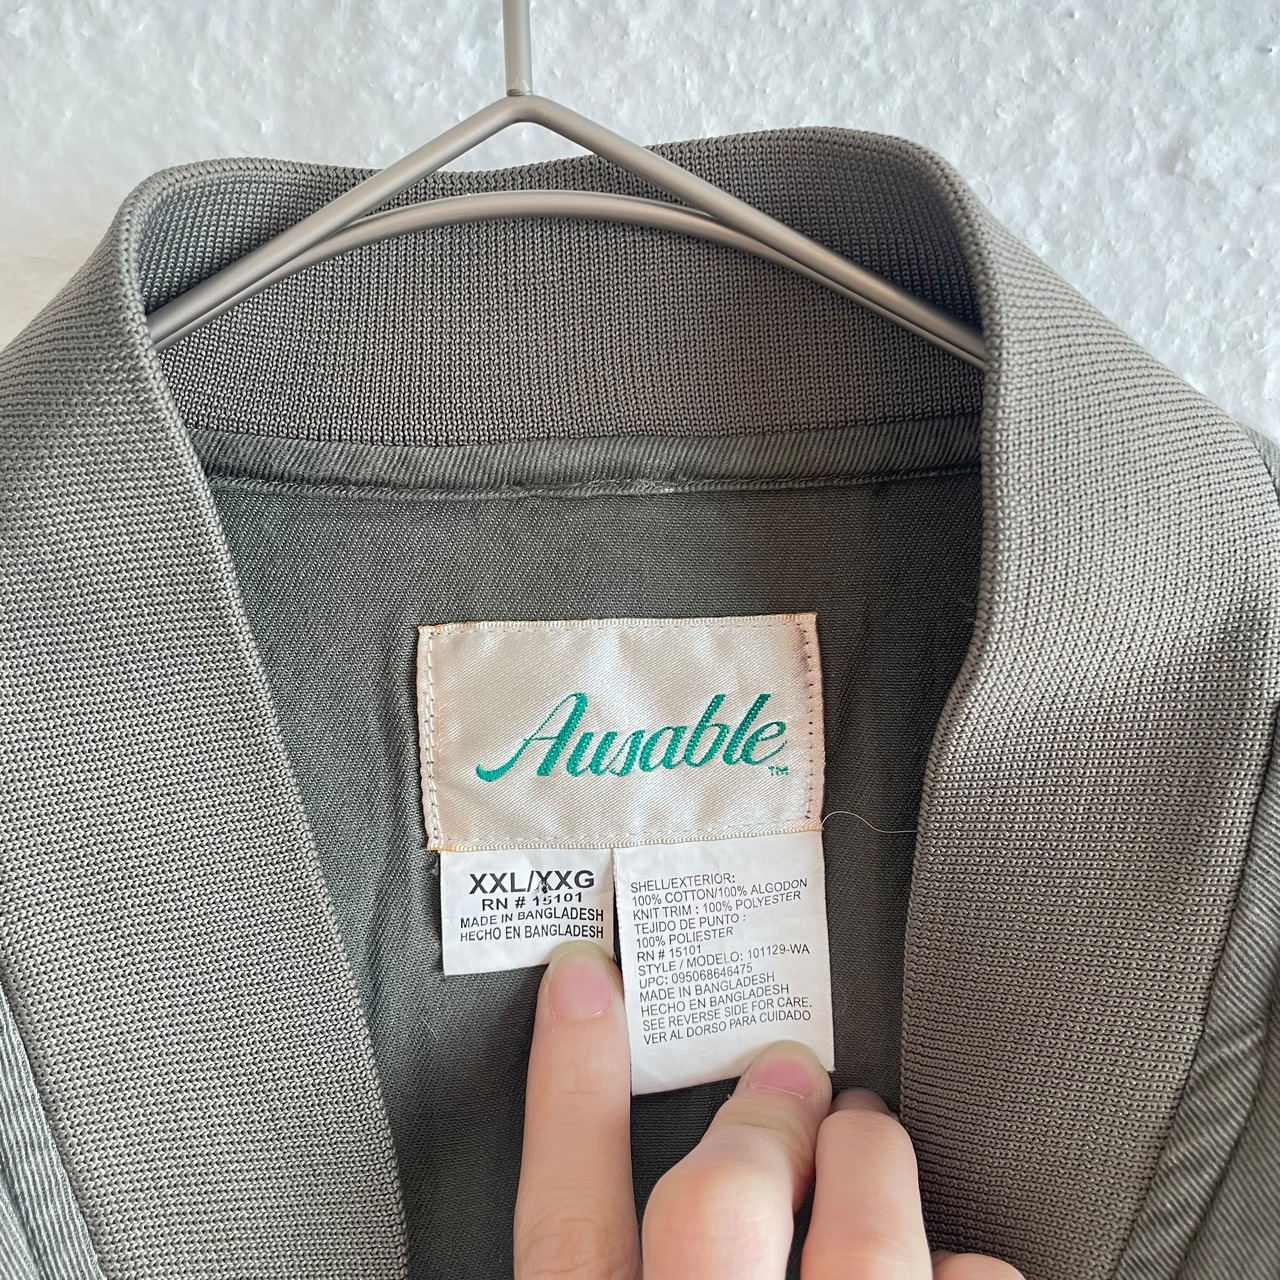 Ausable™
XXL/XXG
RN # 15101
MADE IN BANGLADESH
HECHO EN BANGLADESH
SHELL/EXTERIOR:
100% COTTON/100% ALGODON
KNIT TRIM : 100% POLYESTER
TEJIDO DE PUNTO :
100% POLIESTER
RN # 15101
STYLE / MODELO: 101129-WA
UPC: 095068646475
MADE IN BANGLADESH
HECHO EN BANGLADESH
SEE REVERSE SIDE FOR CARE.
VER AL DORSO PARA CUIDADO